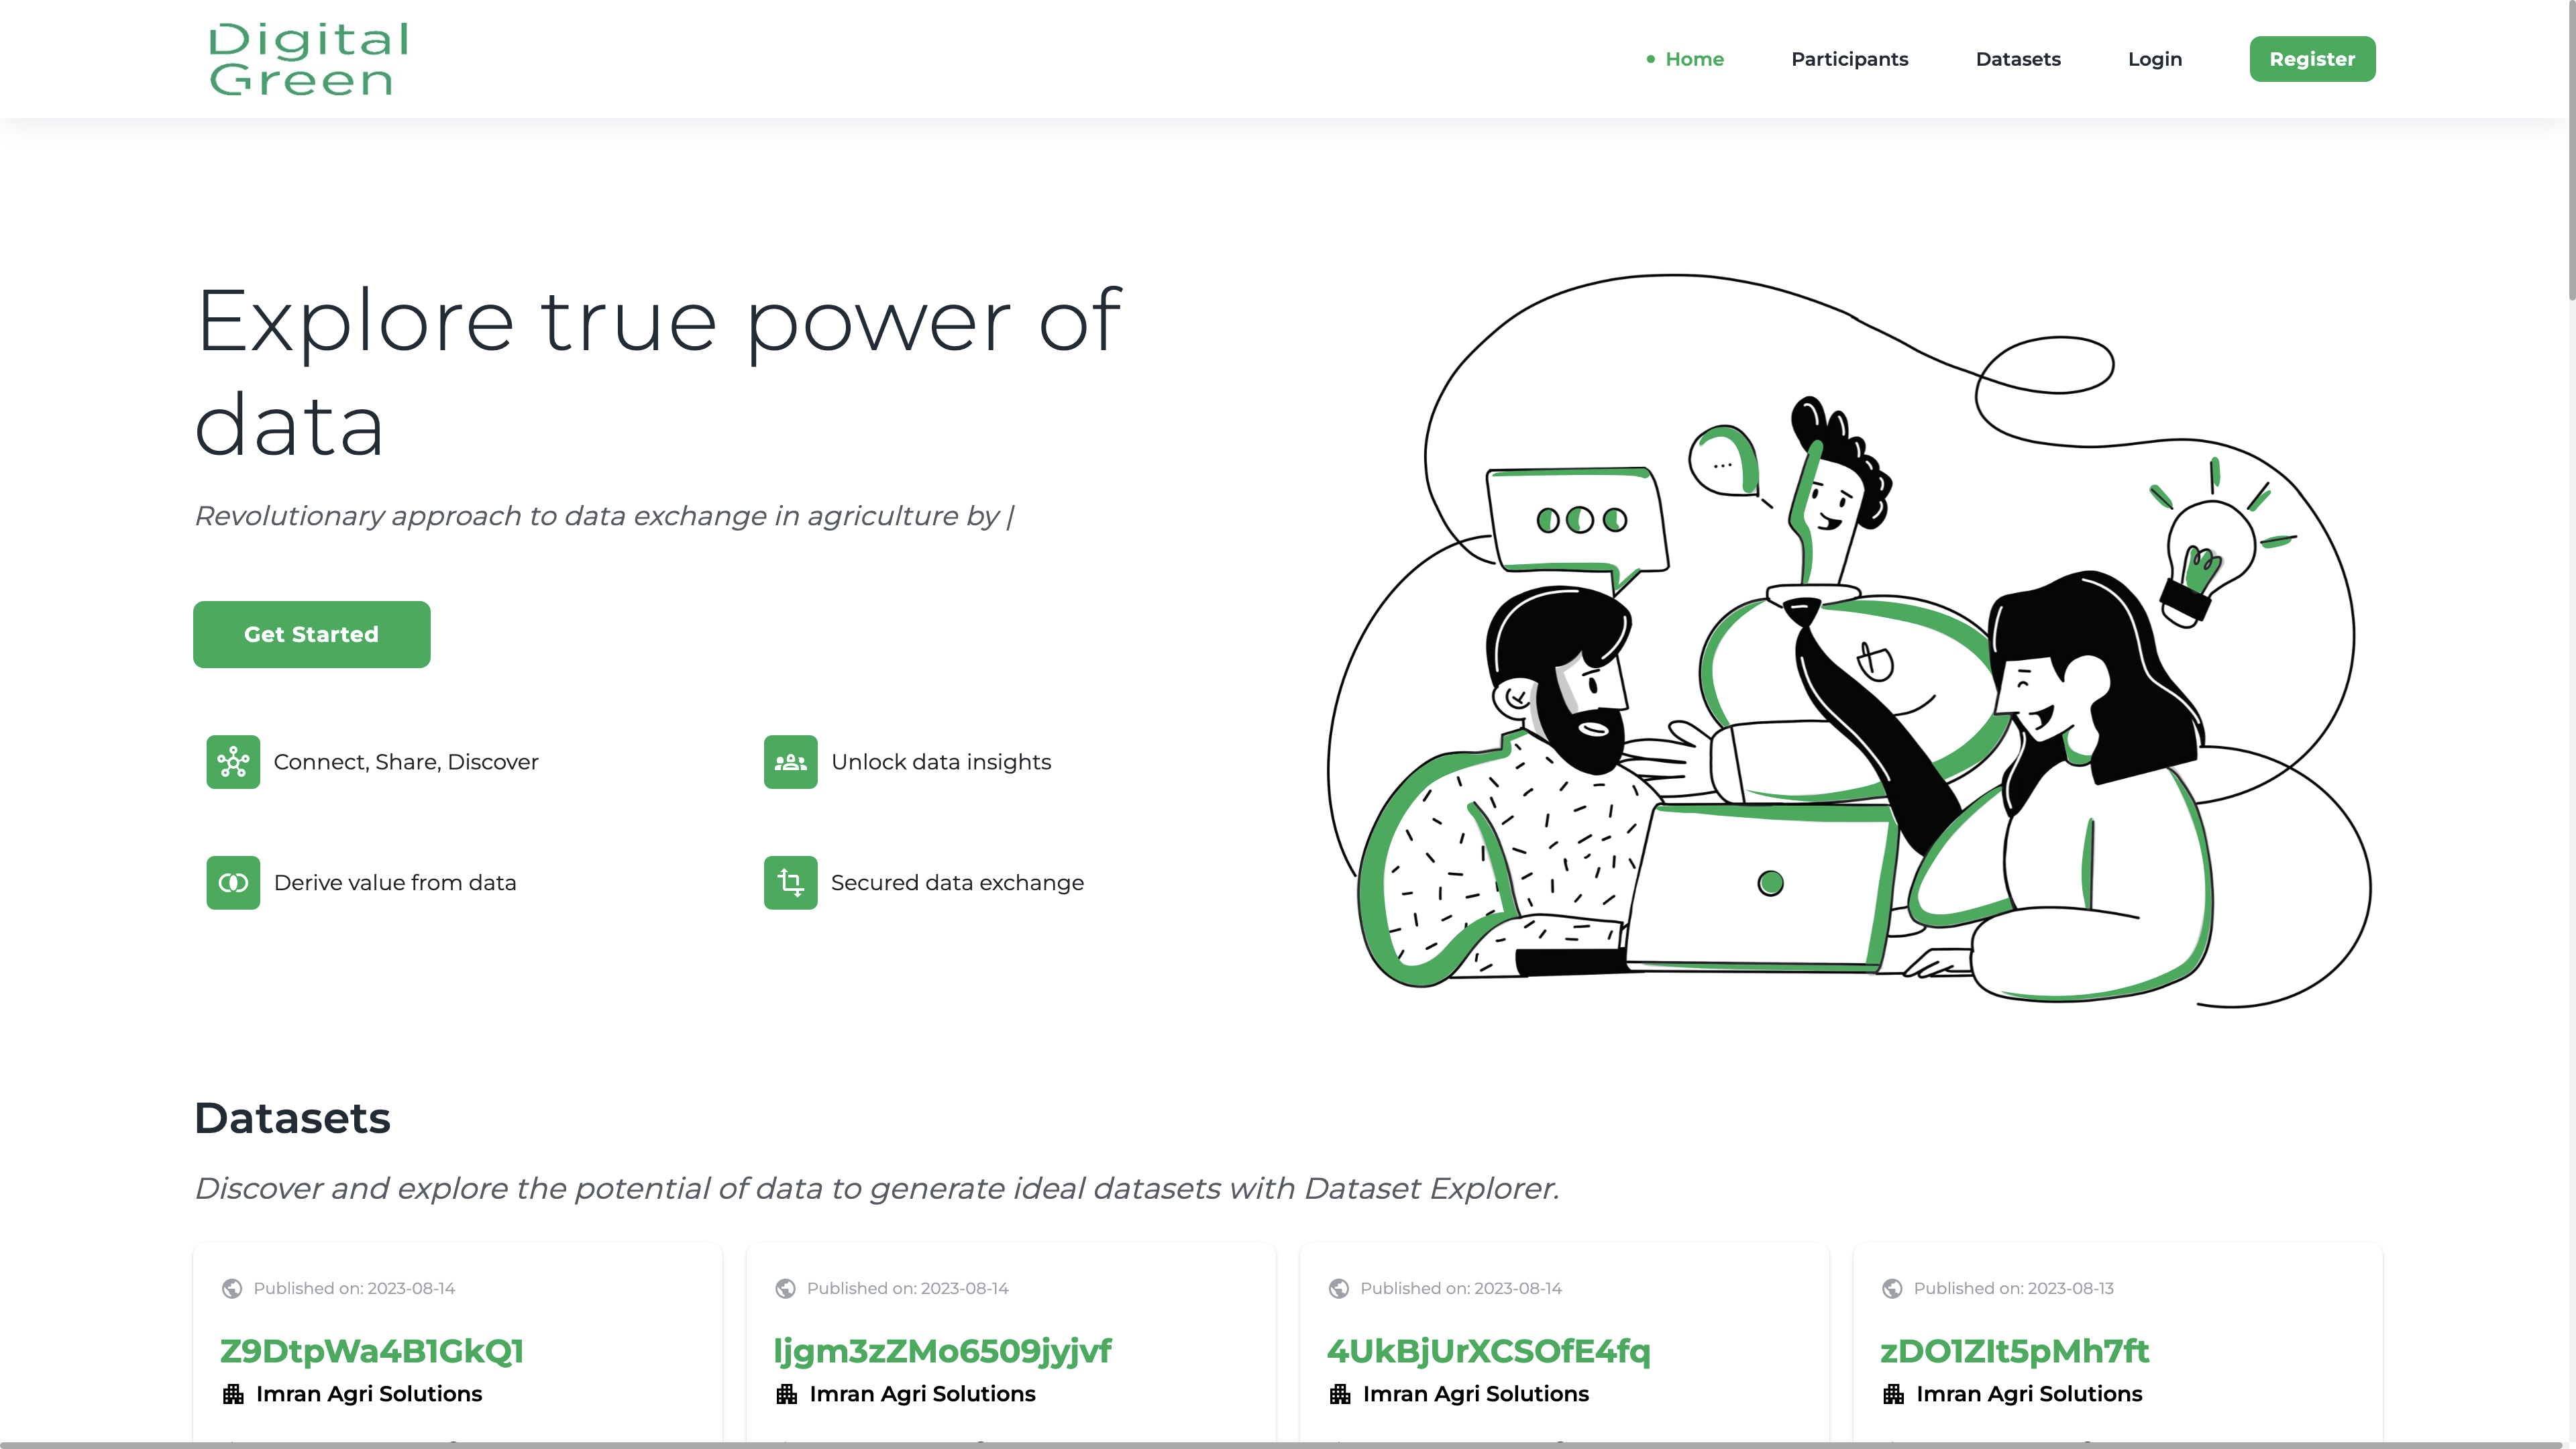 Digital
Green
Home
Participants
Datasets
Login
Register
Explore true power of
data
Revolutionary approach to data exchange in agriculture by |
Get Started
Connect, Share, Discover
Unlock data insights
Derive value from data
Secured data exchange
Datasets
Discover and explore the potential of data to generate ideal datasets with Dataset Explorer.
Published on: 2023-08-14
Z9DtpWa4B1GkQ1
Imran Agri Solutions
Published on: 2023-08-14
ljgm3zZMo6509jyjvf
Imran Agri Solutions
Published on: 2023-08-14
4UkBjUrXCSOfE4fq
Imran Agri Solutions
Published on: 2023-08-13
zDO1ZIt5pMh7ft
Imran Agri Solutions